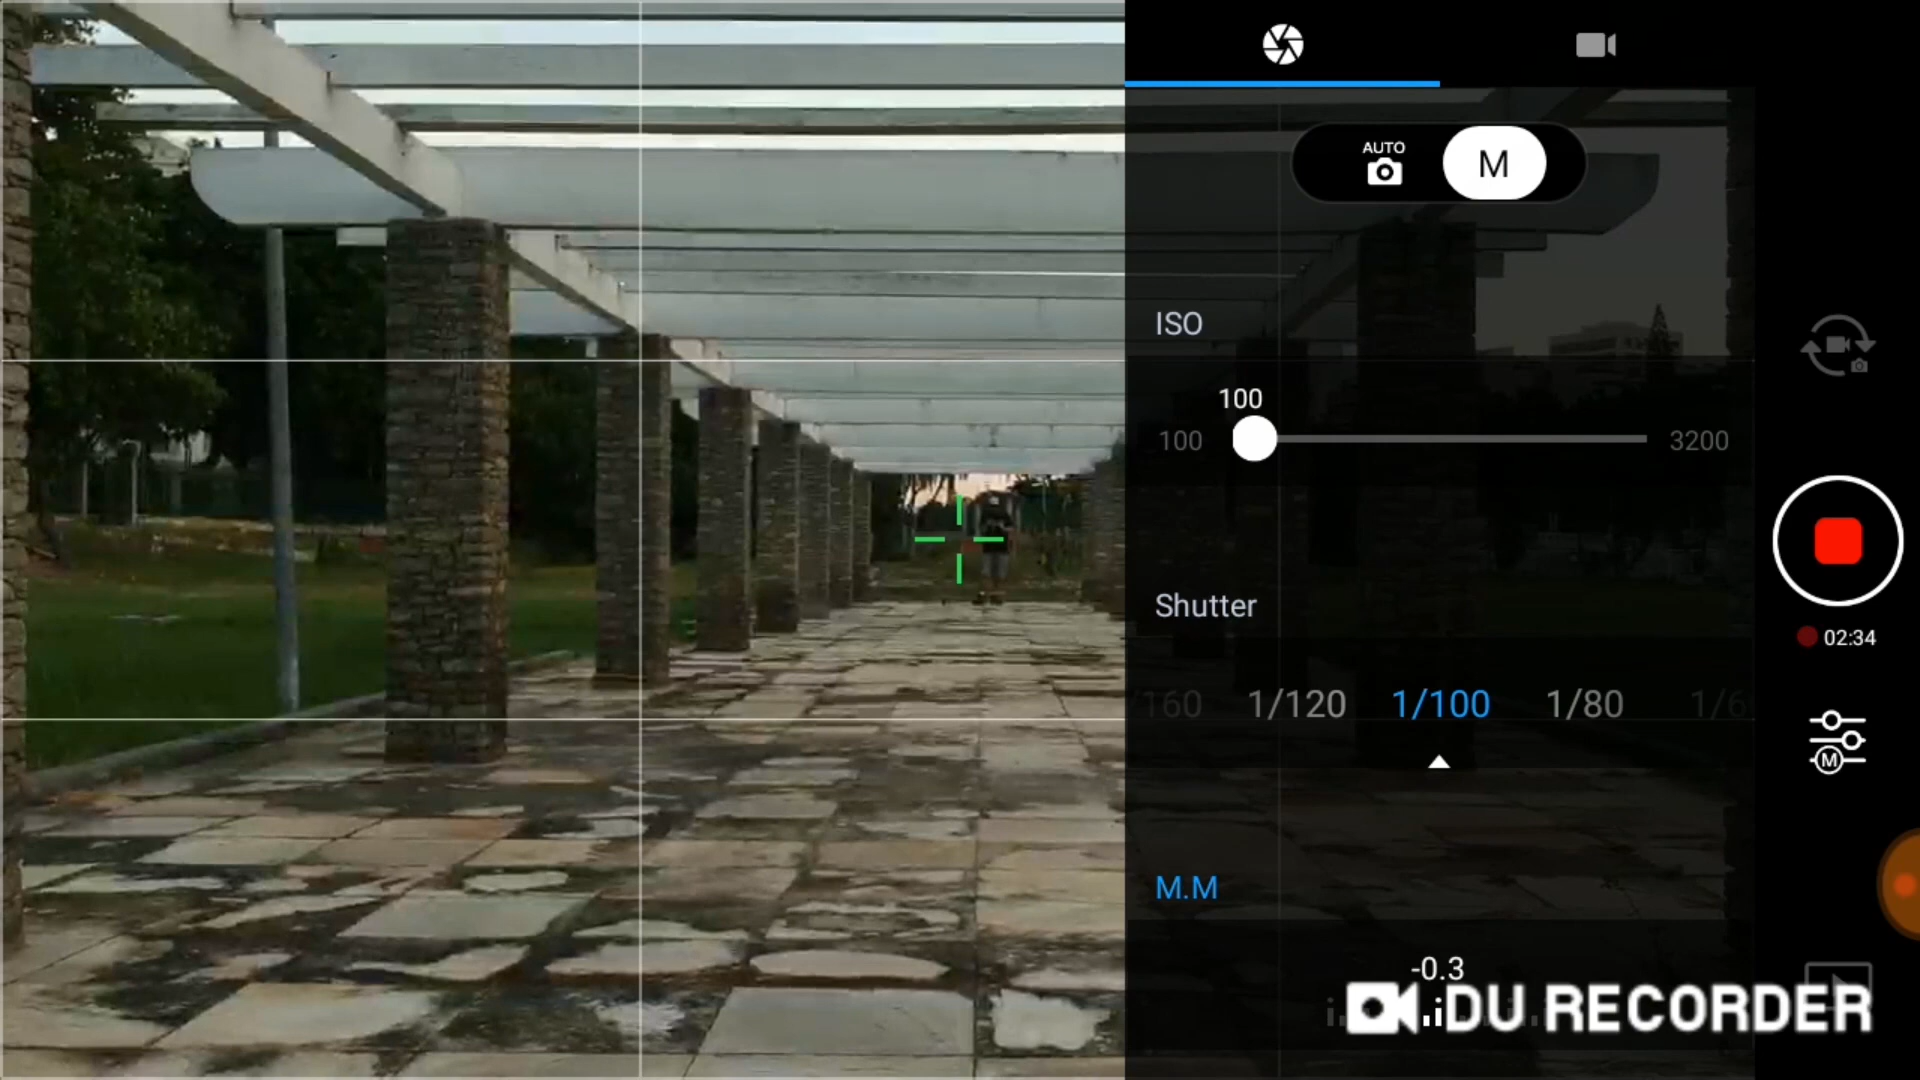 AUTO
M
ISO
100
100
3200
Shutter
1/120
1/100
1/80
02:34
M
M.M
-0.3
DU RECORDER